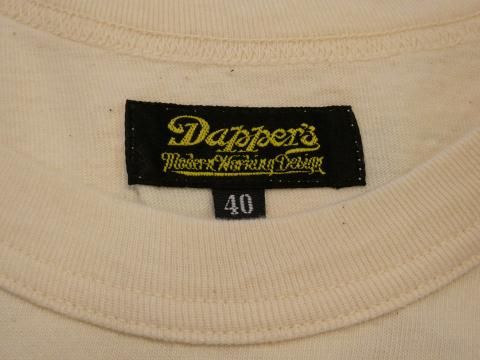 Dapper's
Modern Working Design
40